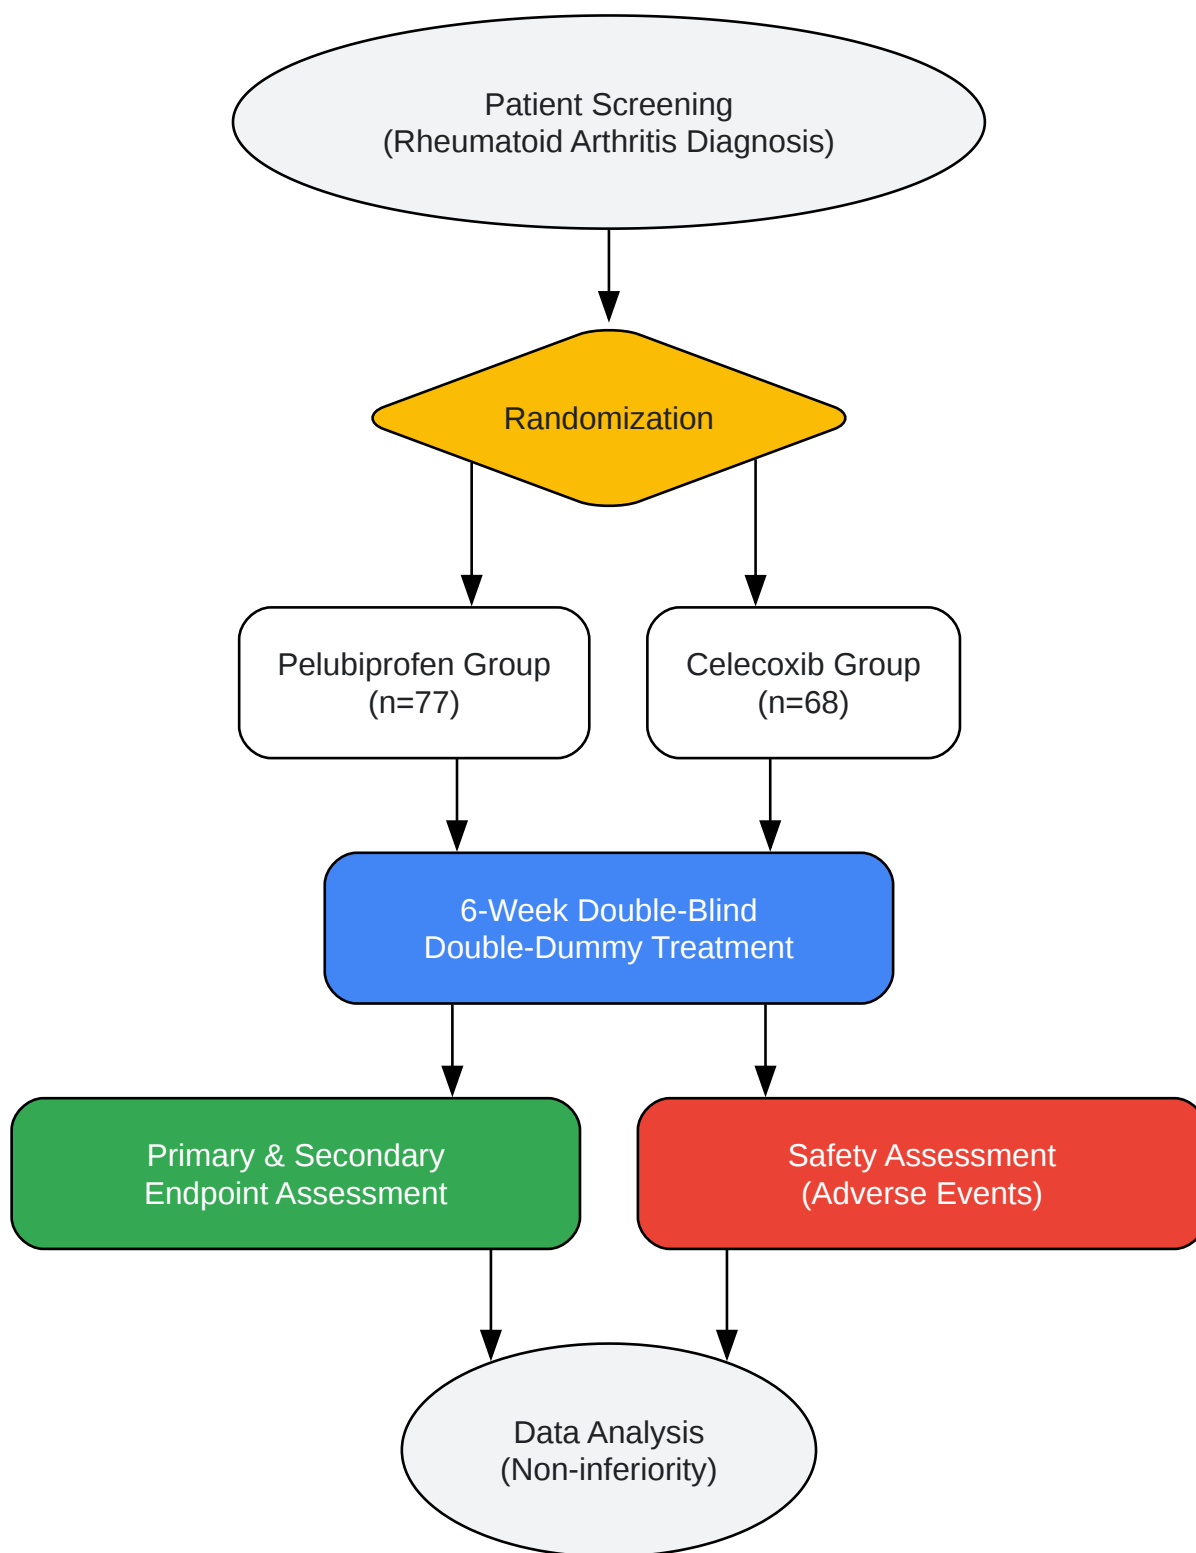 Patient Screening
(Rheumatoid Arthritis Diagnosis)
Randomization
Pelubiprofen Group
(n=77)
Celecoxib Group
(n=68)
6-Week Double-Blind
Double-Dummy Treatment
Primary & Secondary
Endpoint Assessment
Safety Assessment
(Adverse Events)
Data Analysis
(Non-inferiority)